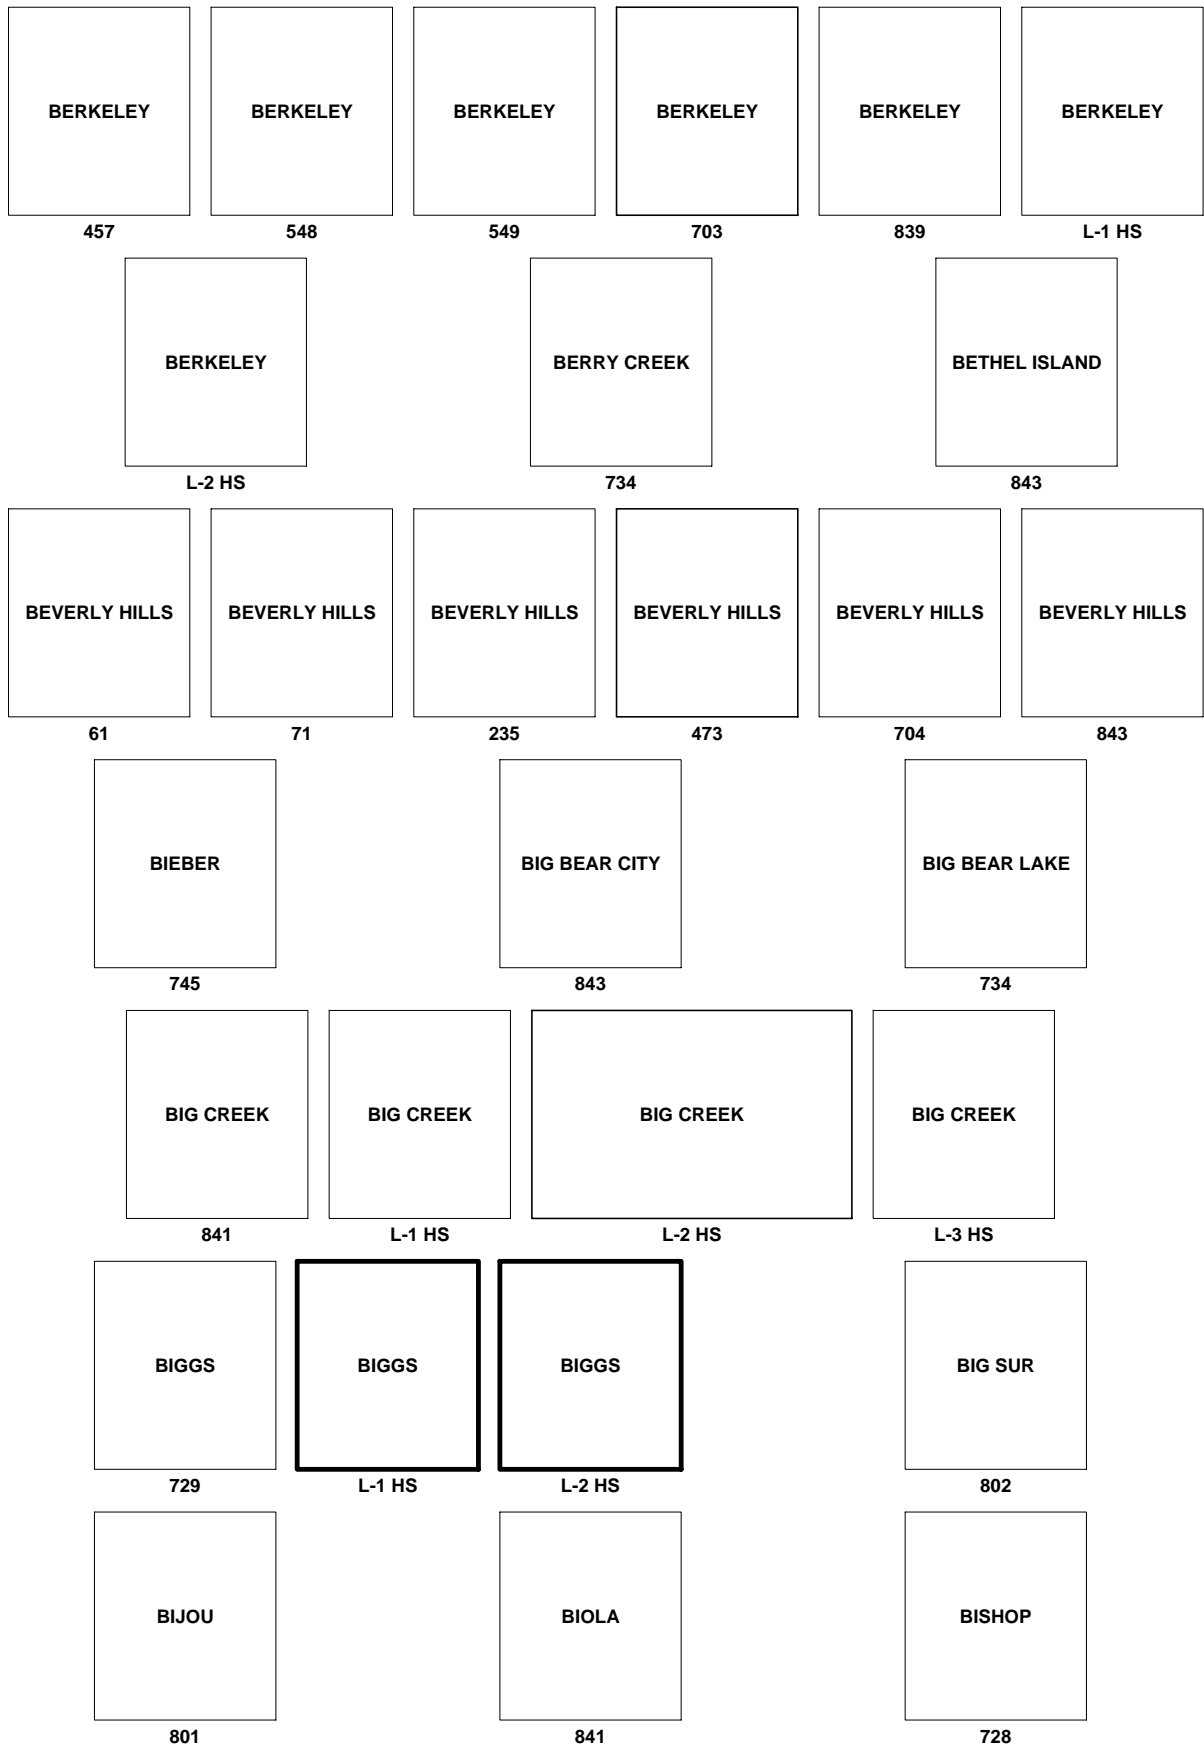 BERKELEY BERKELEY BERKELEY BERKELEY BERKELEY BERKELEY
457 548 549 703 839 L-1 HS
BERKELEY BERRY CREEK BETHEL ISLAND
L-2 HS 734 843
BEVERLY HILLS BEVERLY HILLS BEVERLY HILLS BEVERLY HILLS BEVERLY HILLS BEVERLY HILLS
61 71 235 473 704 843
BIEBER BIG BEAR CITY BIG BEAR LAKE
745 843 734
BIG CREEK BIG CREEK BIG CREEK BIG CREEK
841 L-1 HS L-2 HS L-3 HS
BIGGS BIGGS BIGGS BIG SUR
729 L-1 HS L-2 HS 802
BIJOU BIOLA BISHOP
801 841 728